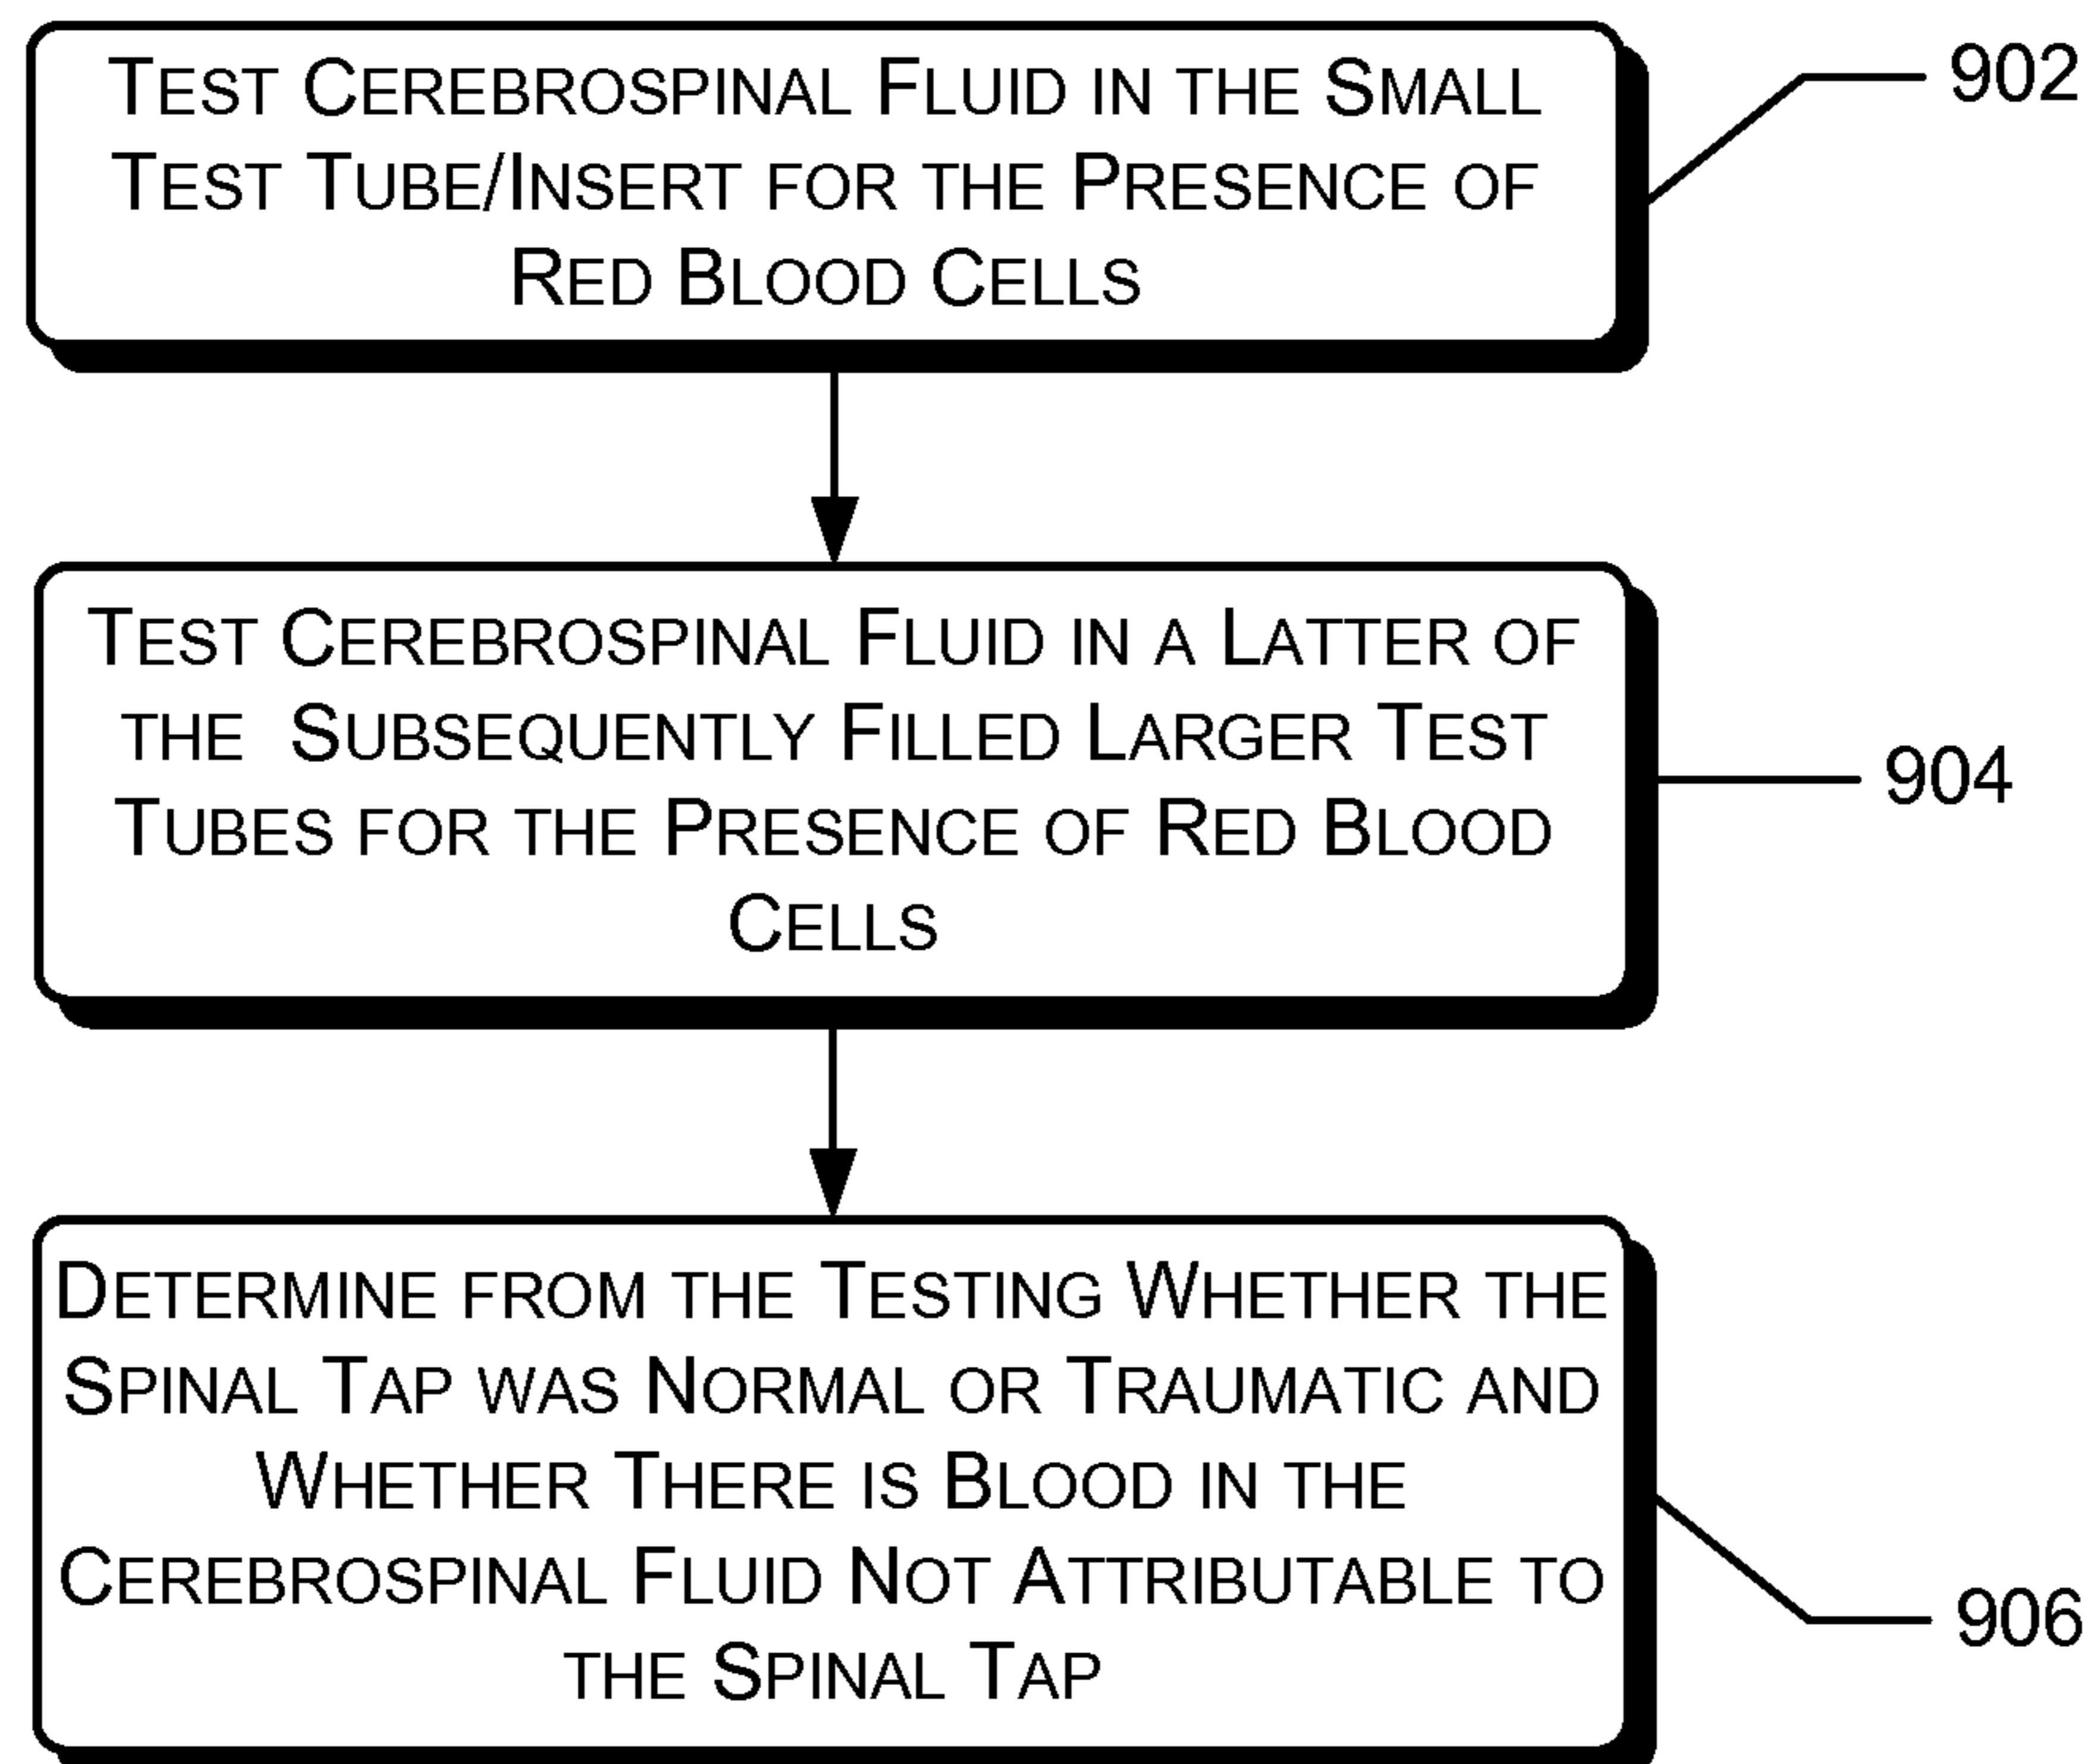 TEST CEREBROSPINAL FLUID IN THE SMALL
TEST TUBE/INSERT FOR THE PRESENCE OF
RED BLOOD CELLS
902
TEST CEREBROSPINAL FLUID IN A LATTER OF
THE SUBSEQUENTLY FILLED LARGER TEST
TUBES FOR THE PRESENCE OF RED BLOOD
CELLS
904
DETERMINE FROM THE TESTING WHETHER THE
SPINAL TAP WAS NORMAL OR TRAUMATIC AND
WHETHER THERE IS BLOOD IN THE
CEREBROSPINAL FLUID NOT ATTRIBUTABLE TO
THE SPINAL TAP
906